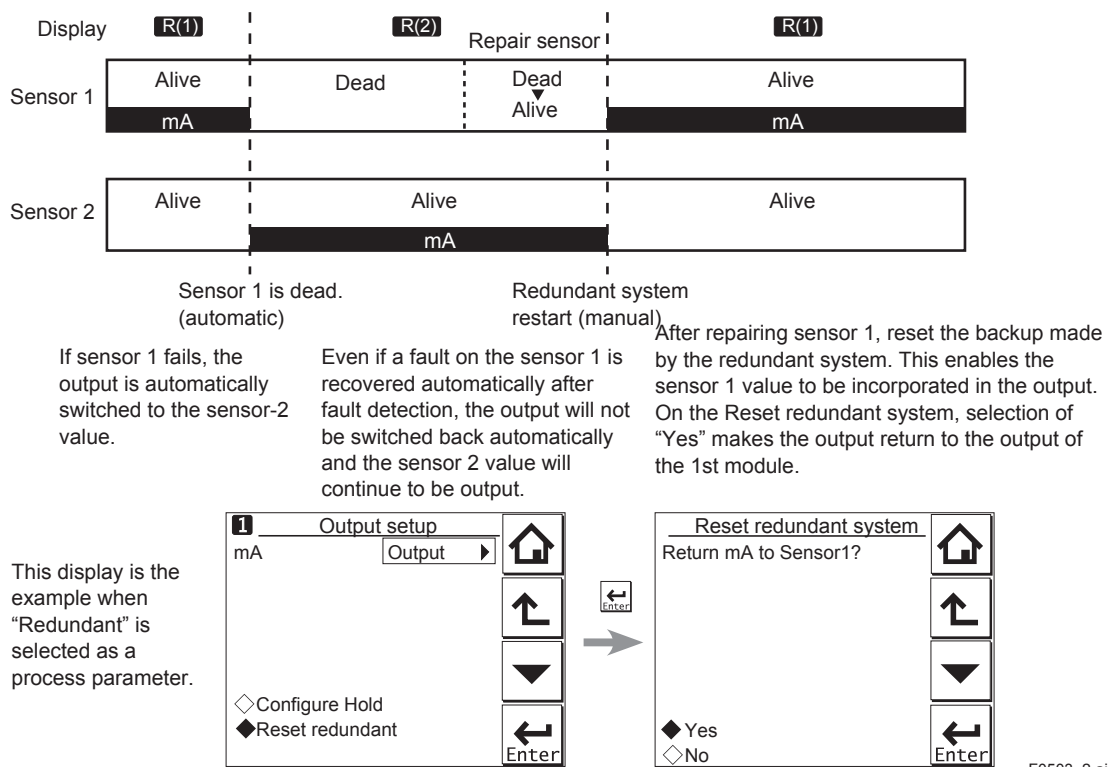 Display R(1) R(2) R(1)
Repair sensor
Sensor 1 Alive Dead Dead Alive
Alive
mA mA
Sensor 2 Alive Alive Alive
mA
Sensor 1 is dead.
(automatic)
Redundant system
restart (manual)
If sensor 1 fails, the
output is automatically
switched to the sensor-2
value.
Even if a fault on the sensor 1 is
recovered automatically after
fault detection, the output will not
be switched back automatically
and the sensor 2 value will
continue to be output.
After repairing sensor 1, reset the backup made
by the redundant system. This enables the
sensor 1 value to be incorporated in the output.
On the Reset redundant system, selection of
“Yes” makes the output return to the output of
the 1st module.
This display is the
example when
“Redundant” is
selected as a
process parameter.
1 Output setup
mA Output
Configure Hold
Reset redundant
Enter
Enter
Reset redundant system
Return mA to Sensor1?
Yes
No
Enter